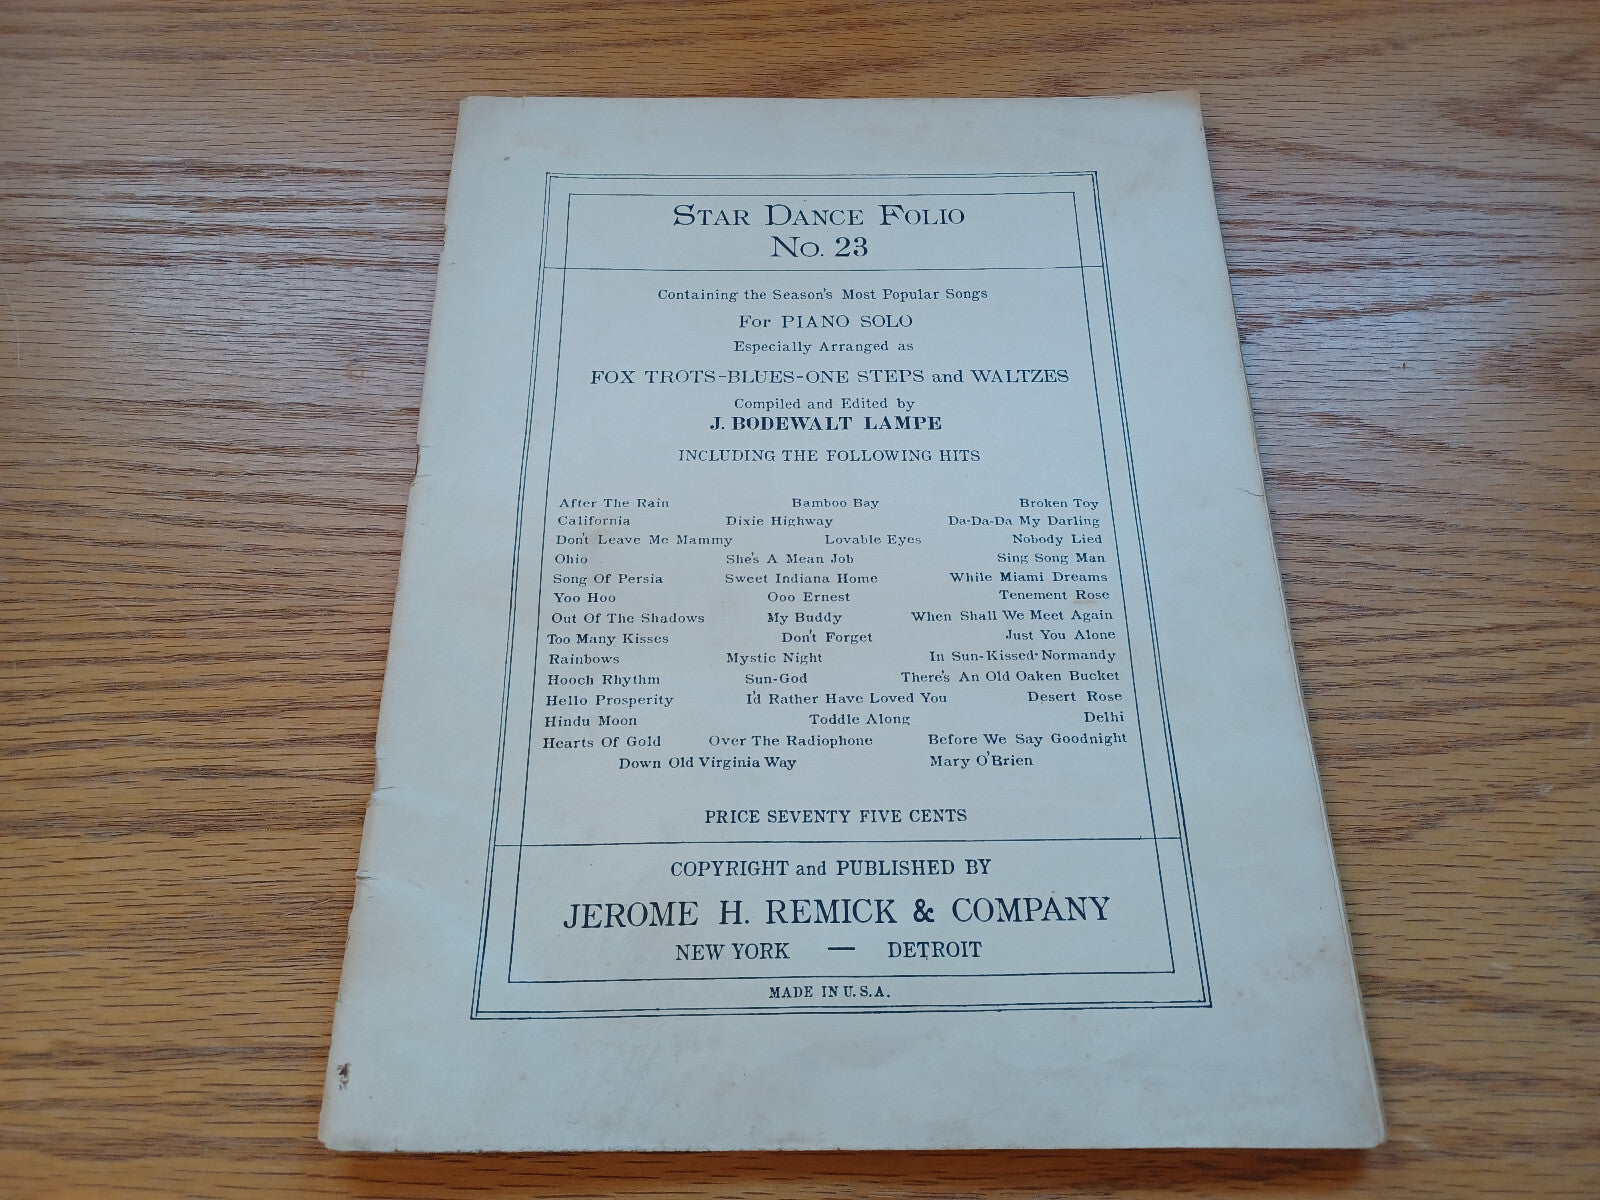 STAR DANCE FOLIO
No. 23
Containing the Season's Most Popular Songs
For PIANO SOLO
Especially Arranged as
FOX TROTS-BLUES-ONE STEPS and WALTZES
Compiled and Edited by
J. BODEWALT LAMPE
INCLUDING THE FOLLOWING HITS
After The Rain Bamboo Bay Broken Toy
California Dixie Highway Da-Da-Da My Darling
Don't Leave Me Mammy Lovable Eyes Nobody Lied
Ohio She's A Mean Job Sing Song Man
Song Of Persia Sweet Indiana Home While Miami Dreams
Yoo Hoo Ooo Ernest Tenement Rose
Out Of The Shadows My Buddy When Shall We Meet Again
Too Many Kisses Don't Forget Just You Alone
Rainbows Mystic Night In Sun-Kissed Normandy
Hooch Rhythm Sun-God There's An Old Oaken Bucket
Hello Prosperity I'd Rather Have Loved You Desert Rose
Hindu Moon Toddle Along Delhi
Hearts Of Gold Over The Radiophone Before We Say Goodnight
Down Old Virginia Way Mary O'Brien
PRICE SEVENTY FIVE CENTS
COPYRIGHT and PUBLISHED BY
JEROME H. REMICK & COMPANY
NEW YORK — DETROIT
MADE IN U.S.A.